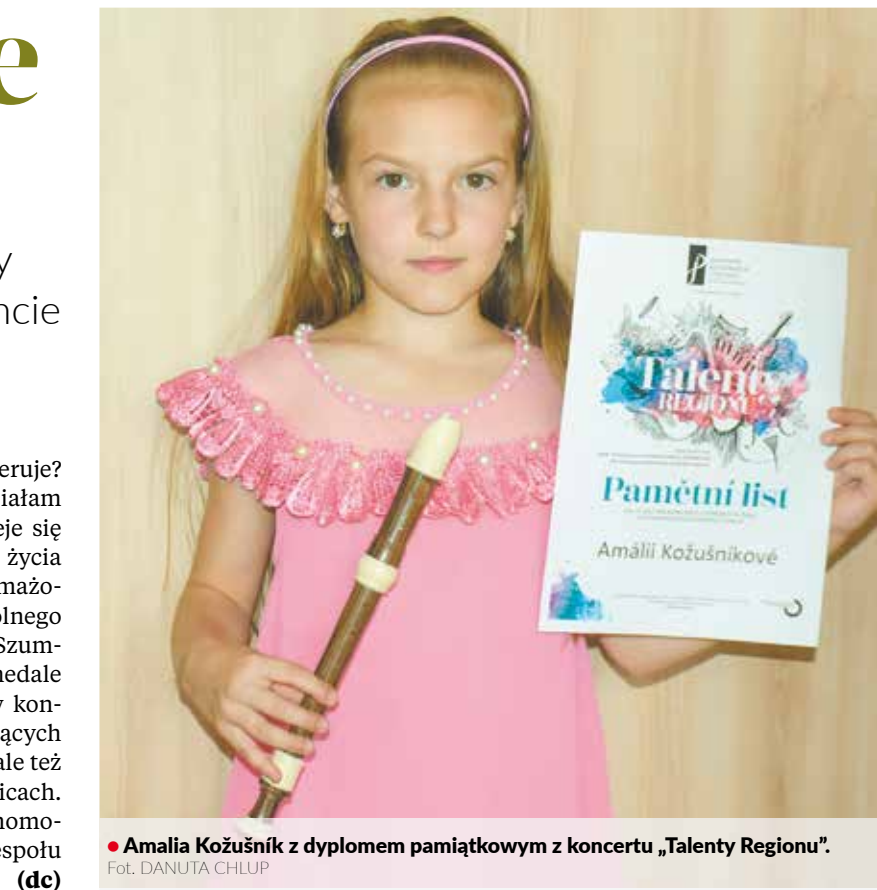 e
y
ncie
eruje?
iałam
eje się
życia
mażo-
olnego
Szum-
nedale
y kon-
ących
ale też
icach.
nomo-
espołu
(dc)
Talenty
REGIONU
Pamětní list
Amálii Kožušníkové
• Amalia Kožušník z dyplomem pamiątkowym z koncertu „Talenty Regionu”.
Fot. DANUTA CHLUP